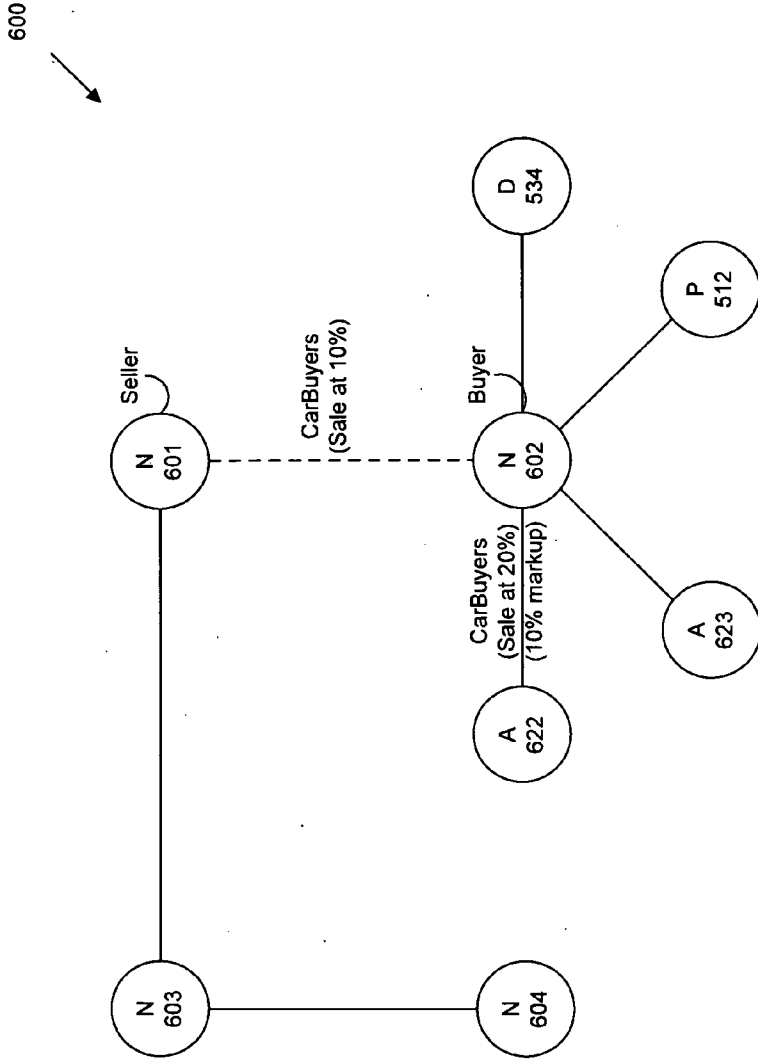 600
Seller
N
603
N
601
CarBuyers
(Sale at 10%)
CarBuyers
(Sale at 20%)
(10% markup)
Buyer
N
604
A
622
N
602
D
534
A
623
P
512